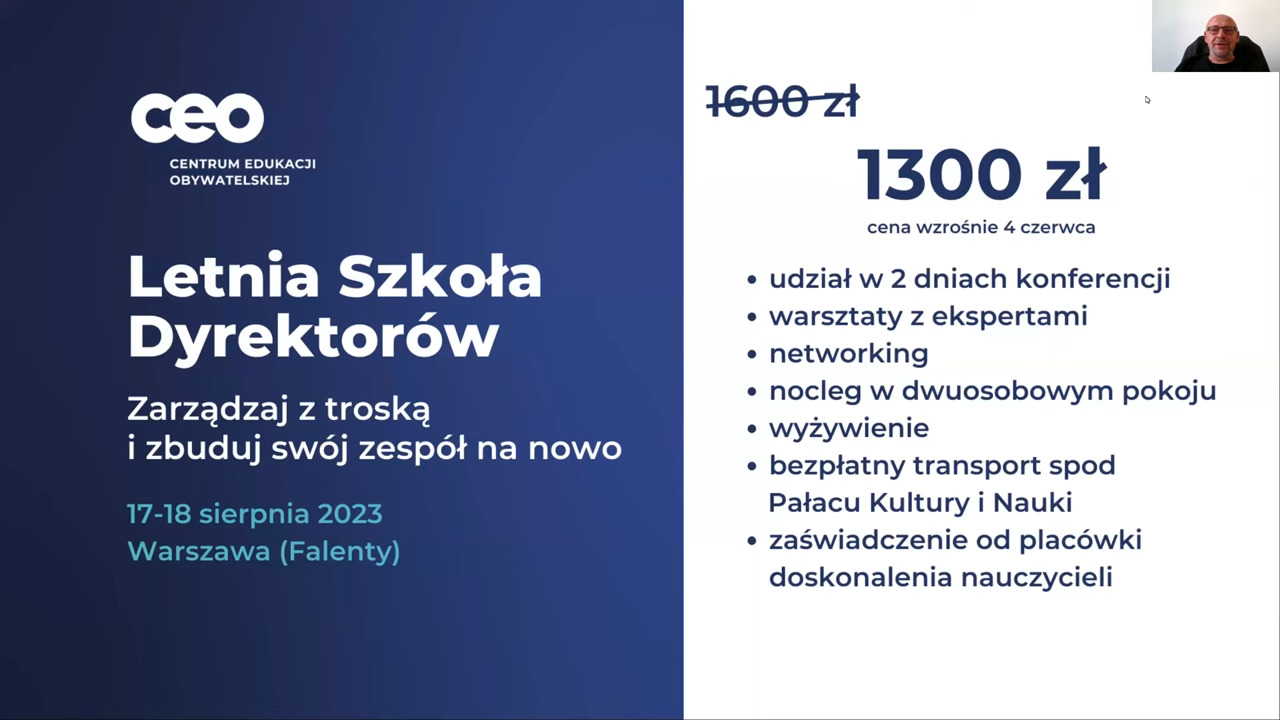 ceo
CENTRUM EDUKACJI
OBYWATELSKIEJ
Letnia Szkoła
Dyrektorów
Zarządzaj z troską
i zbuduj swój zespół na nowo
17-18 sierpnia 2023
Warszawa (Falenty)
1600 zł
1300 zł
cena wzrośnie 4 czerwca
• udział w 2 dniach konferencji
• warsztaty z ekspertami
• networking
• nocleg w dwuosobowym pokoju
• wyżywienie
• bezpłatny transport spod
Pałacu Kultury i Nauki
• zaświadczenie od placówki
doskonalenia nauczycieli